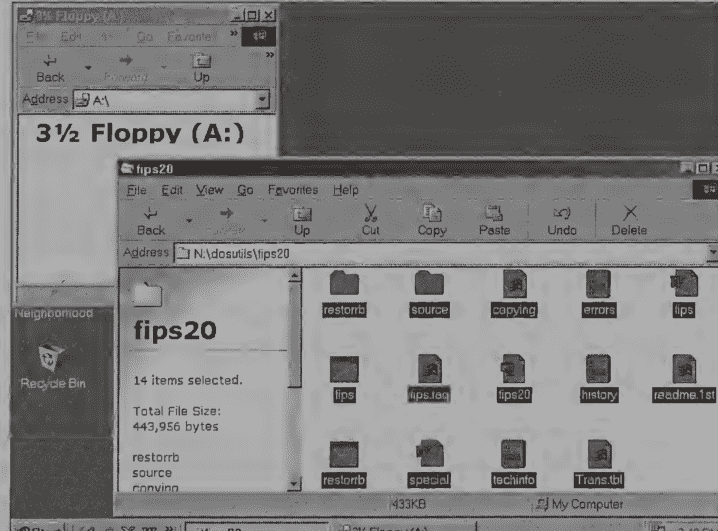 3½ Floppy (A
Edit
Go
Favorite
»
»
Back
Up
Address
A:\
3½ Floppy (A:)
fips20
File Edit View Go Favorites Help
Back
Up
Cut
Copy
Paste
Undo
Delete
Address
N:\dosutils\fips20
fips20
14 items selected.
Total File Size:
443,956 bytes
restorrb
source
copying
restorrb
source
copying
errors
fips
fips
fips.faq
fips20
history
readme.1st
restorrb
special
techinfo
Trans.tbl
Neighborhood
Recycle Bin
433KB
My Computer